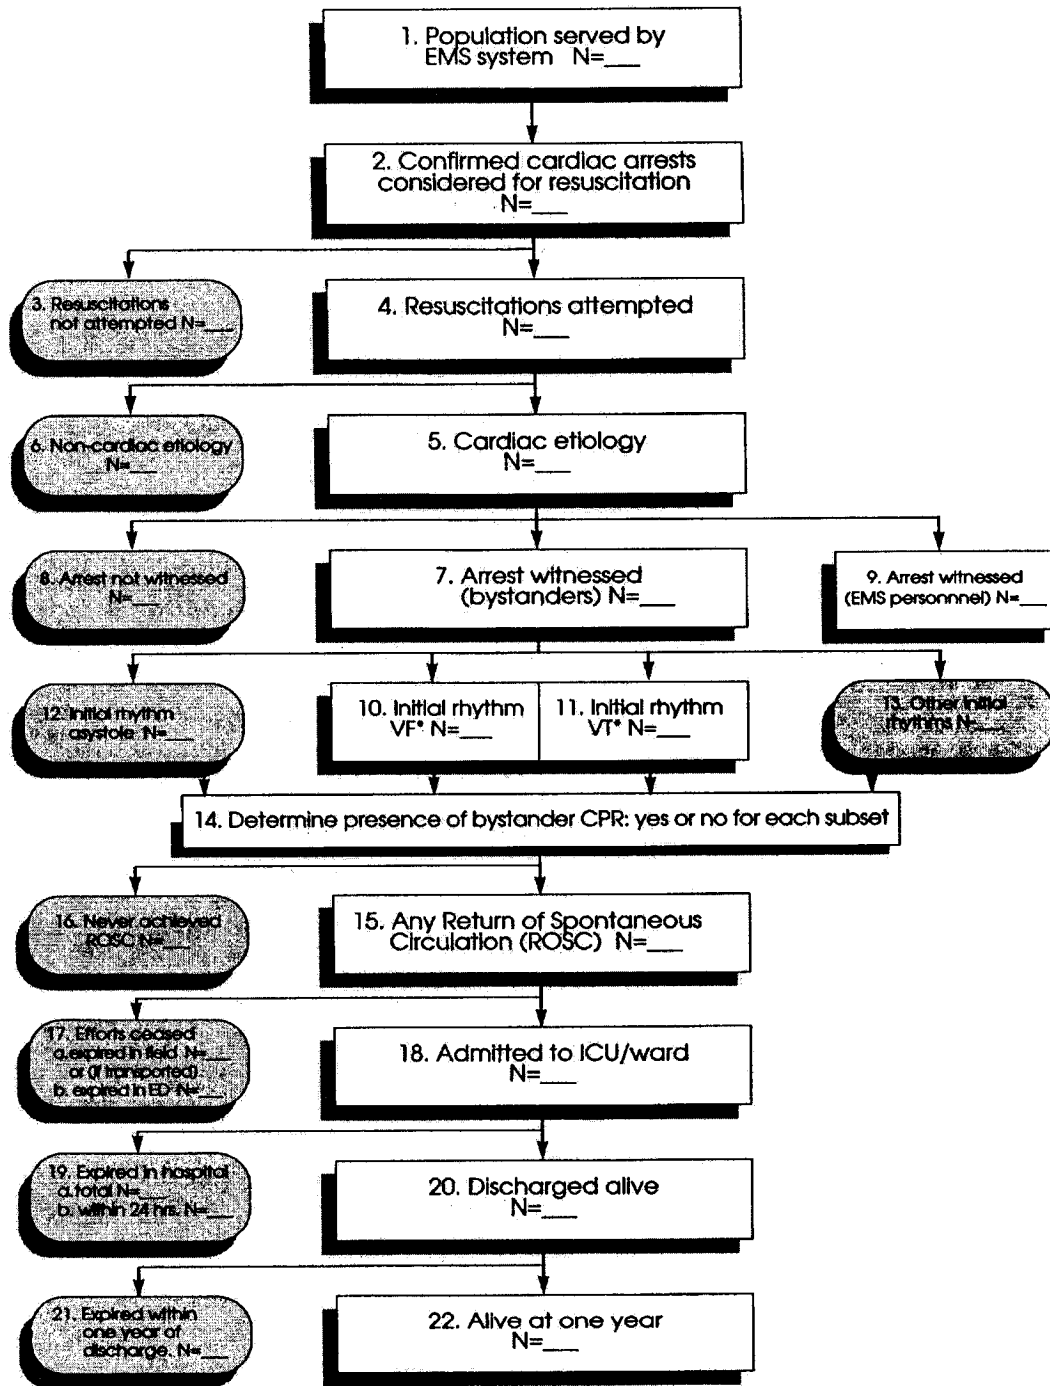 1. Population served by
EMS system N=___
2. Confirmed cardiac arrests
considered for resuscitation
N=___
3. Resuscitations
not attempted N=___
4. Resuscitations attempted
N=___
6. Non-cardiac etiology
N=___
5. Cardiac etiology
N=___
8. Arrest not witnessed
N=___
7. Arrest witnessed
(bystanders) N=___
9. Arrest witnessed
(EMS personnnel) N=___
12. Initial rhythm
asystole N=___
10. Initial rhythm
VF* N=___
11. Initial rhythm
VT* N=___
13. Other initial
rhythms N=___
14. Determine presence of bystander CPR: yes or no for each subset
16. Never achieved
ROSC N=___
15. Any Return of Spontaneous
Circulation (ROSC) N=___
17. Efforts ceased
a. expired in field N=___
or (if transported)
b. expired in ED N=___
18. Admitted to ICU/ward
N=___
19. Expired in hospital
a. total N=___
b. within 24 hrs. N=___
20. Discharged alive
N=___
21. Expired within
one year of
discharge. N=___
22. Alive at one year
N=___